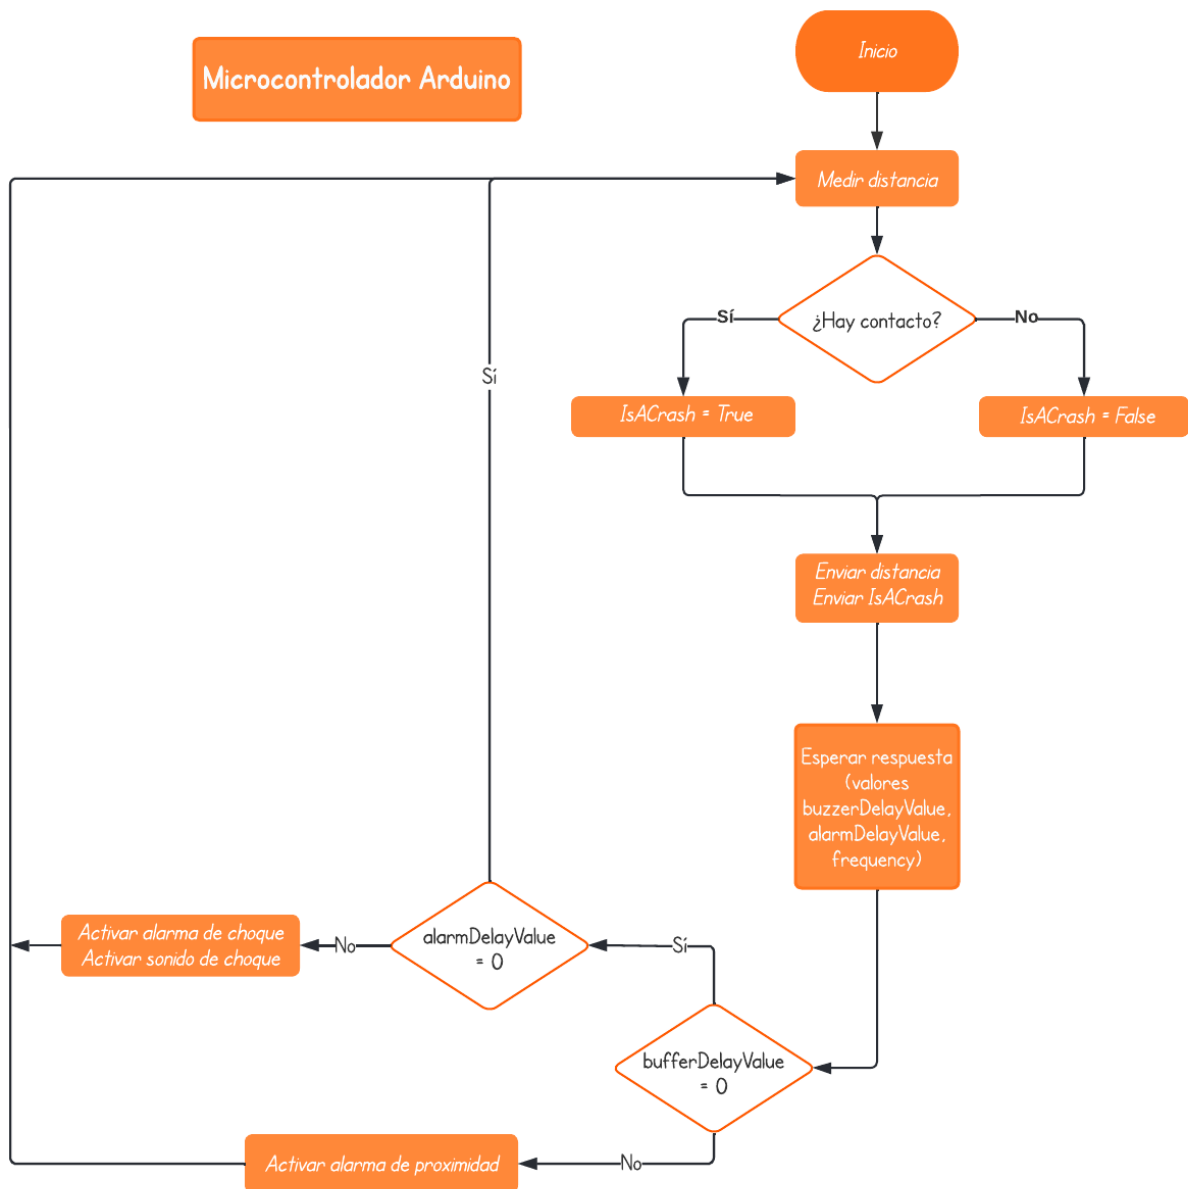 Inicio
Microcontrolador Arduino
Medir distancia
¿Hay contacto?
Sí
No
IsACrash = True
IsACrash = False
Sí
Enviar distancia
Enviar IsACrash
Esperar respuesta
(valores
buzzerDelayValue,
alarmDelayValue,
frequency)
alarmDelayValue
= 0
No
Activar alarma de choque
Activar sonido de choque
Sí
bufferDelayValue
= 0
No
Activar alarma de proximidad